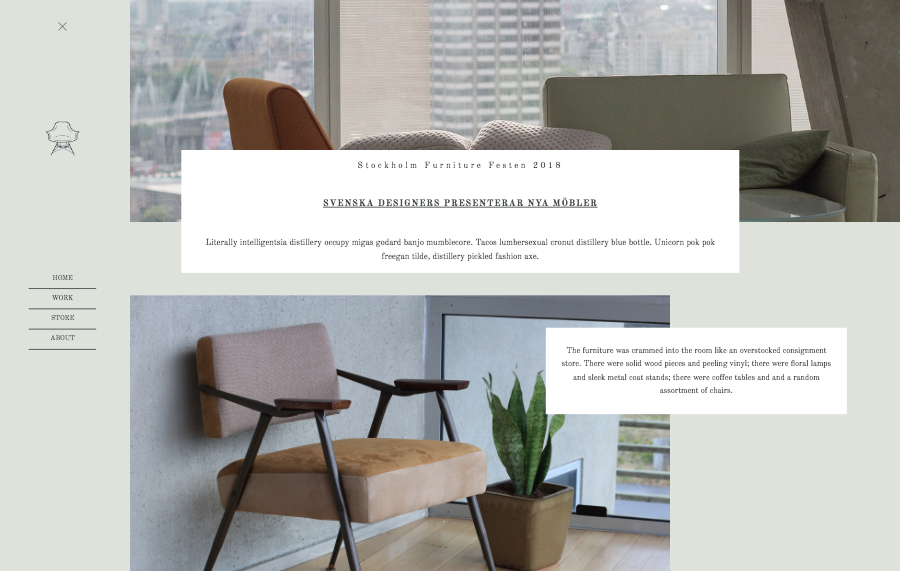 Stockholm Furniture Festen 2018
SVENSKA DESIGNERS PRESENTERAR NYA MÖBLER
Literally intelligentsia distillery occupy migas godard banjo mumblecore. Tacos lumbersexual cronut distillery blue bottle. Unicorn pok pok
freegan tilde, distillery pickled fashion axe.
HOME
WORK
STORE
ABOUT
The furniture was crammed into the room like an overstocked consignment
store. There were solid wood pieces and peeling vinyl; there were floral lamps
and sleek metal coat stands; there were coffee tables and and a random
assortment of chairs.